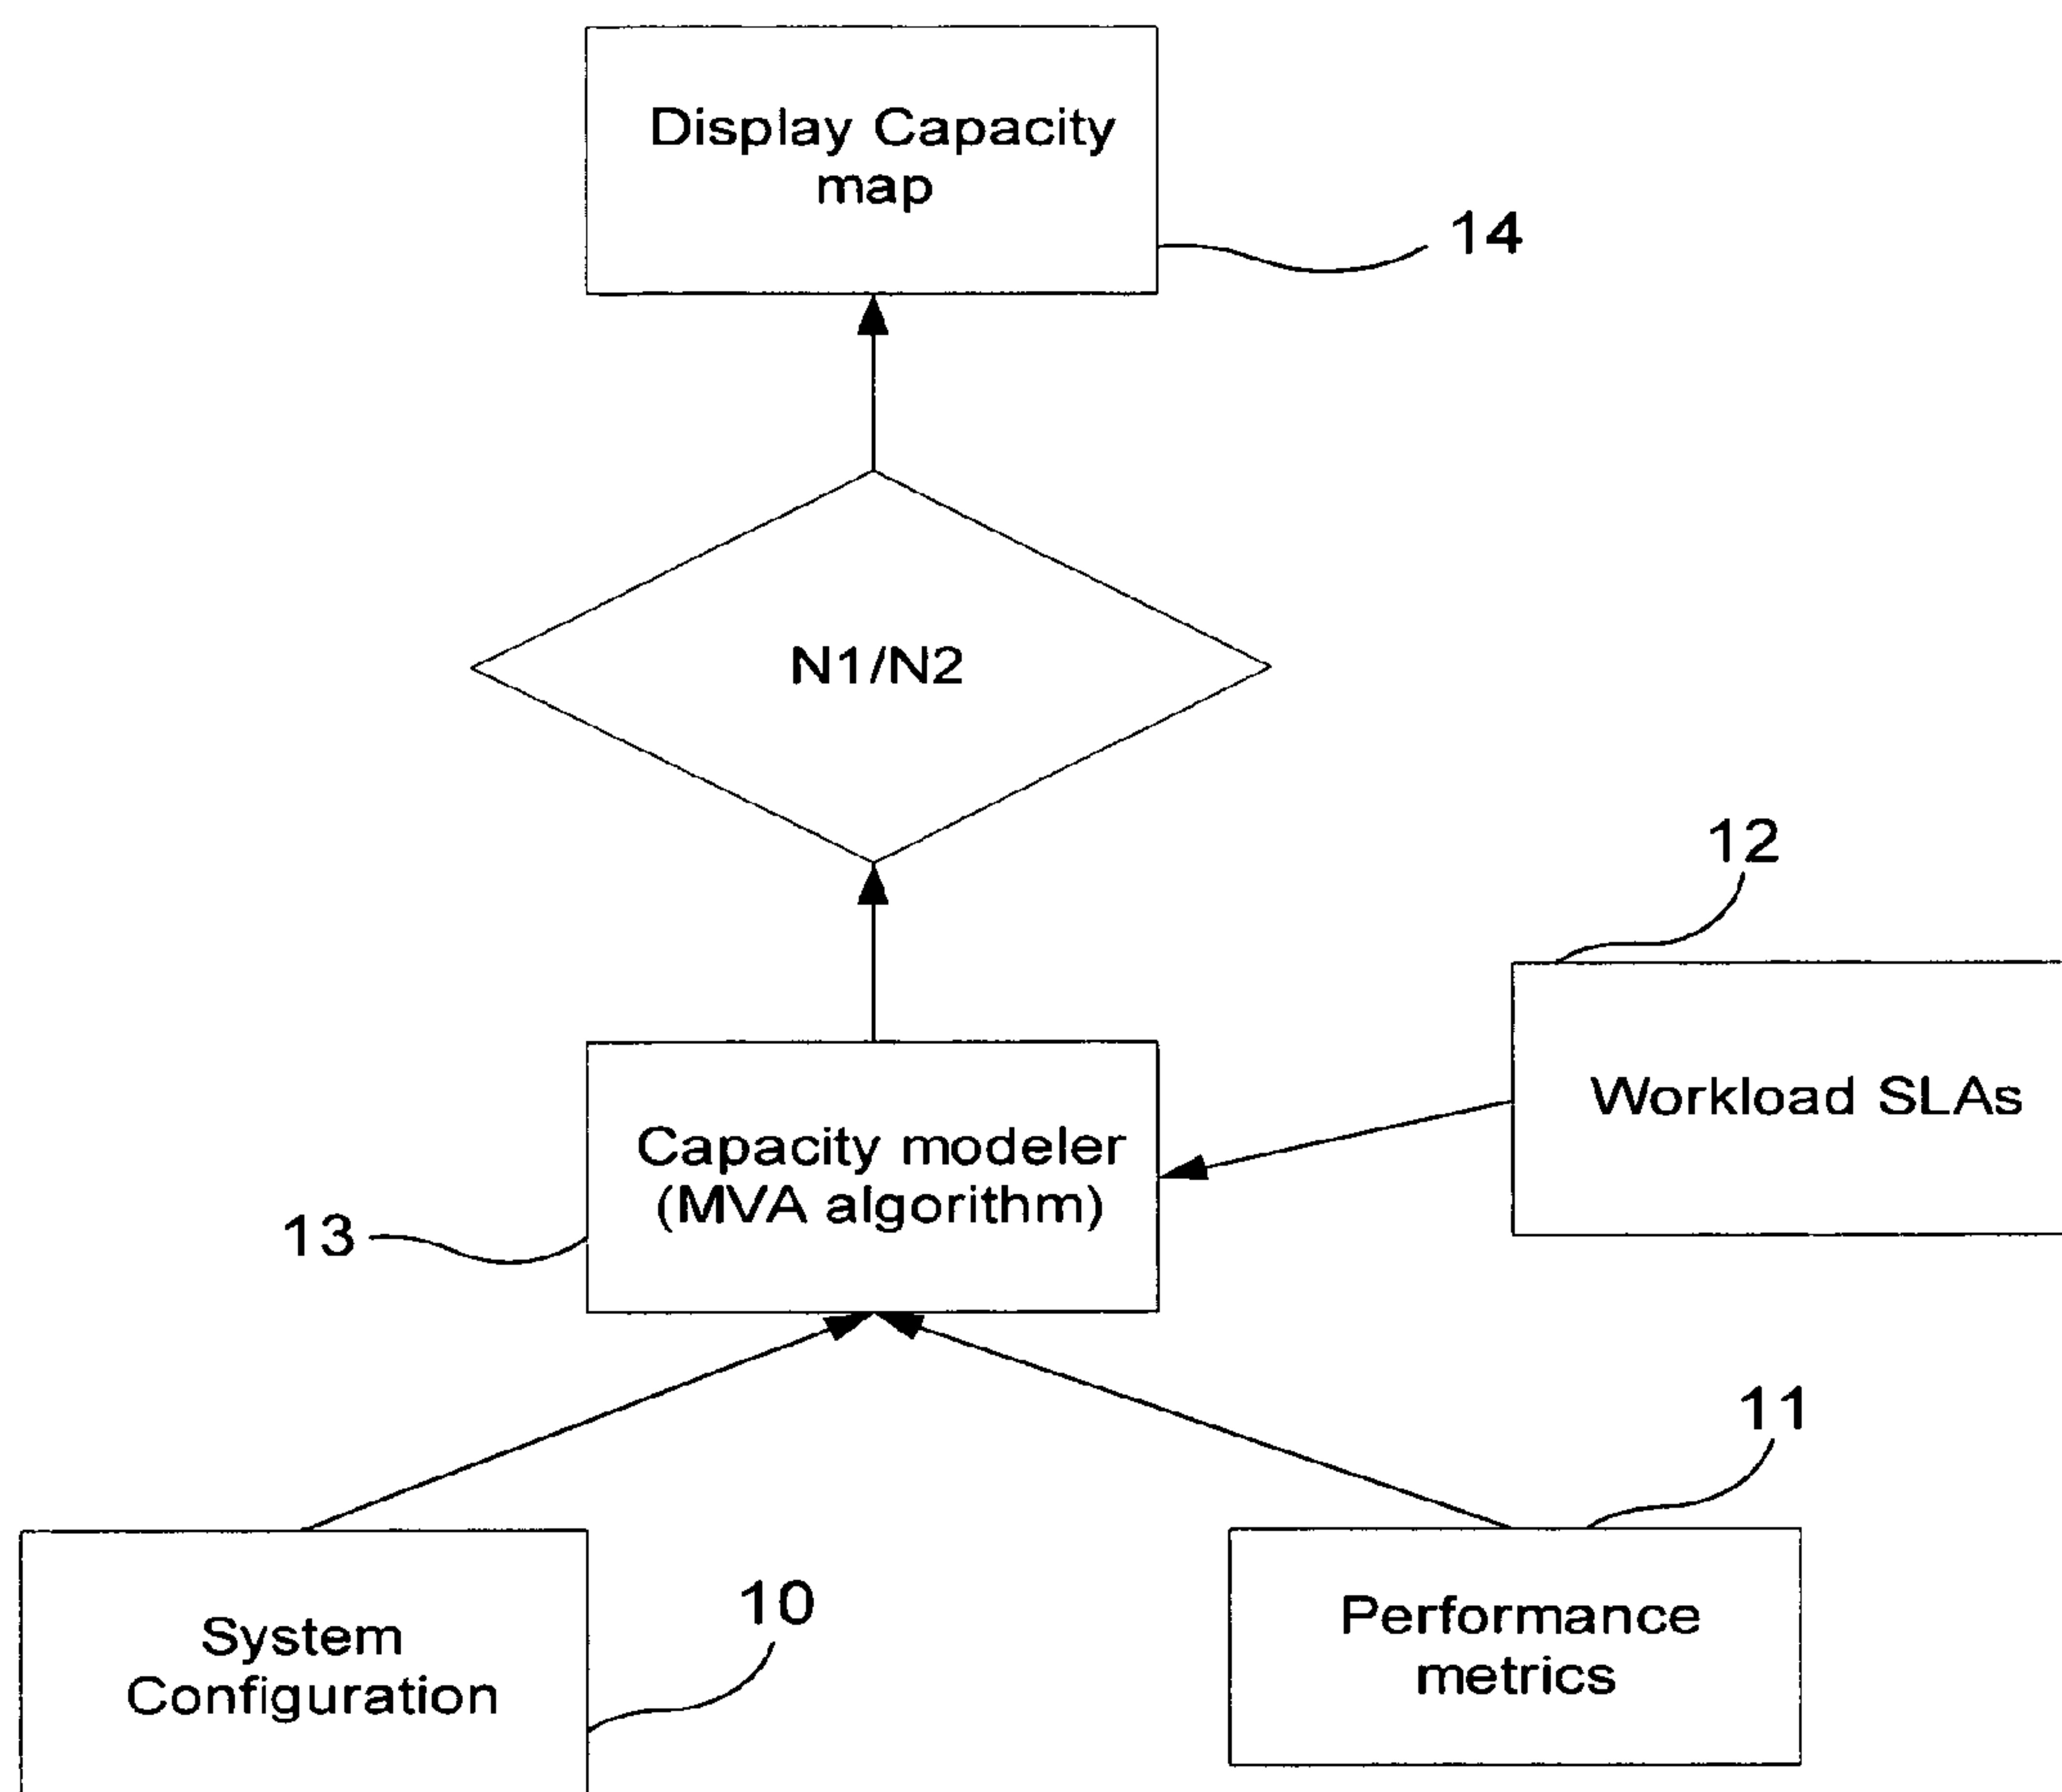 Display Capacity
map
14
N1/N2
12
Workload SLAs
Capacity modeler
(MVA algorithm)
13
11
10
System
Configuration
Performance
metrics